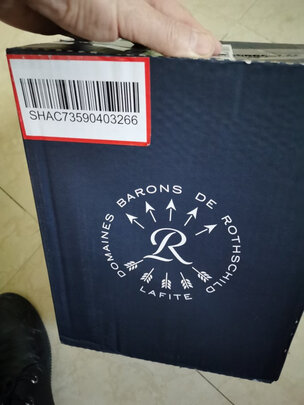 SHAC73590403266
DOMAINES BARONS DE ROTHSCHILD
R
LAFITE